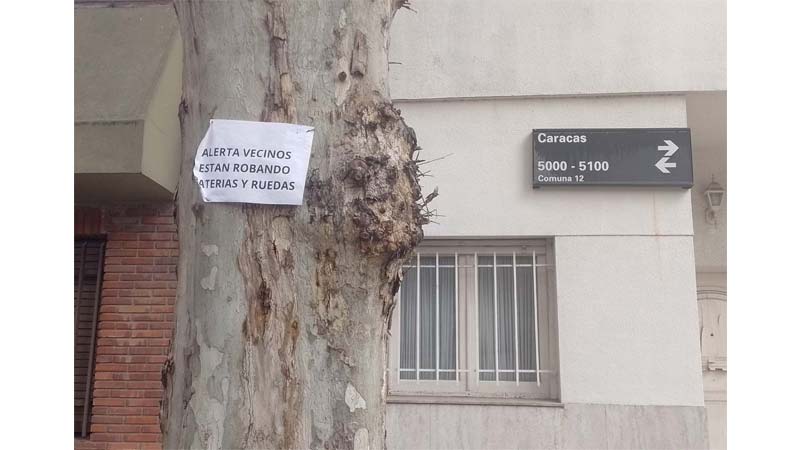 ALERTA VECINOS
ESTAN ROBANDO
ATERIAS Y RUEDAS
Caracas
5000 - 5100
Comuna 12